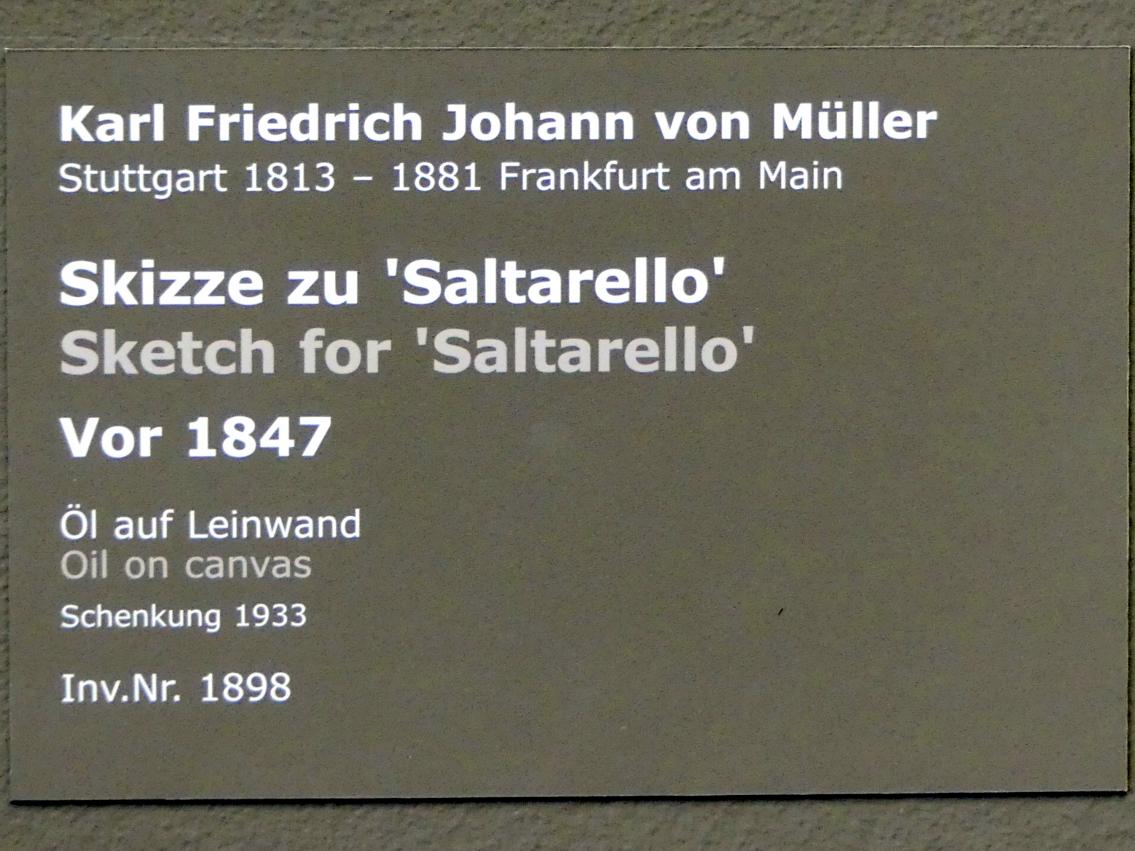 Karl Friedrich Johann von Müller
Stuttgart 1813 – 1881 Frankfurt am Main
Skizze zu 'Saltarello'
Sketch for 'Saltarello'
Vor 1847
Öl auf Leinwand
Oil on canvas
Schenkung 1933
Inv.Nr. 1898